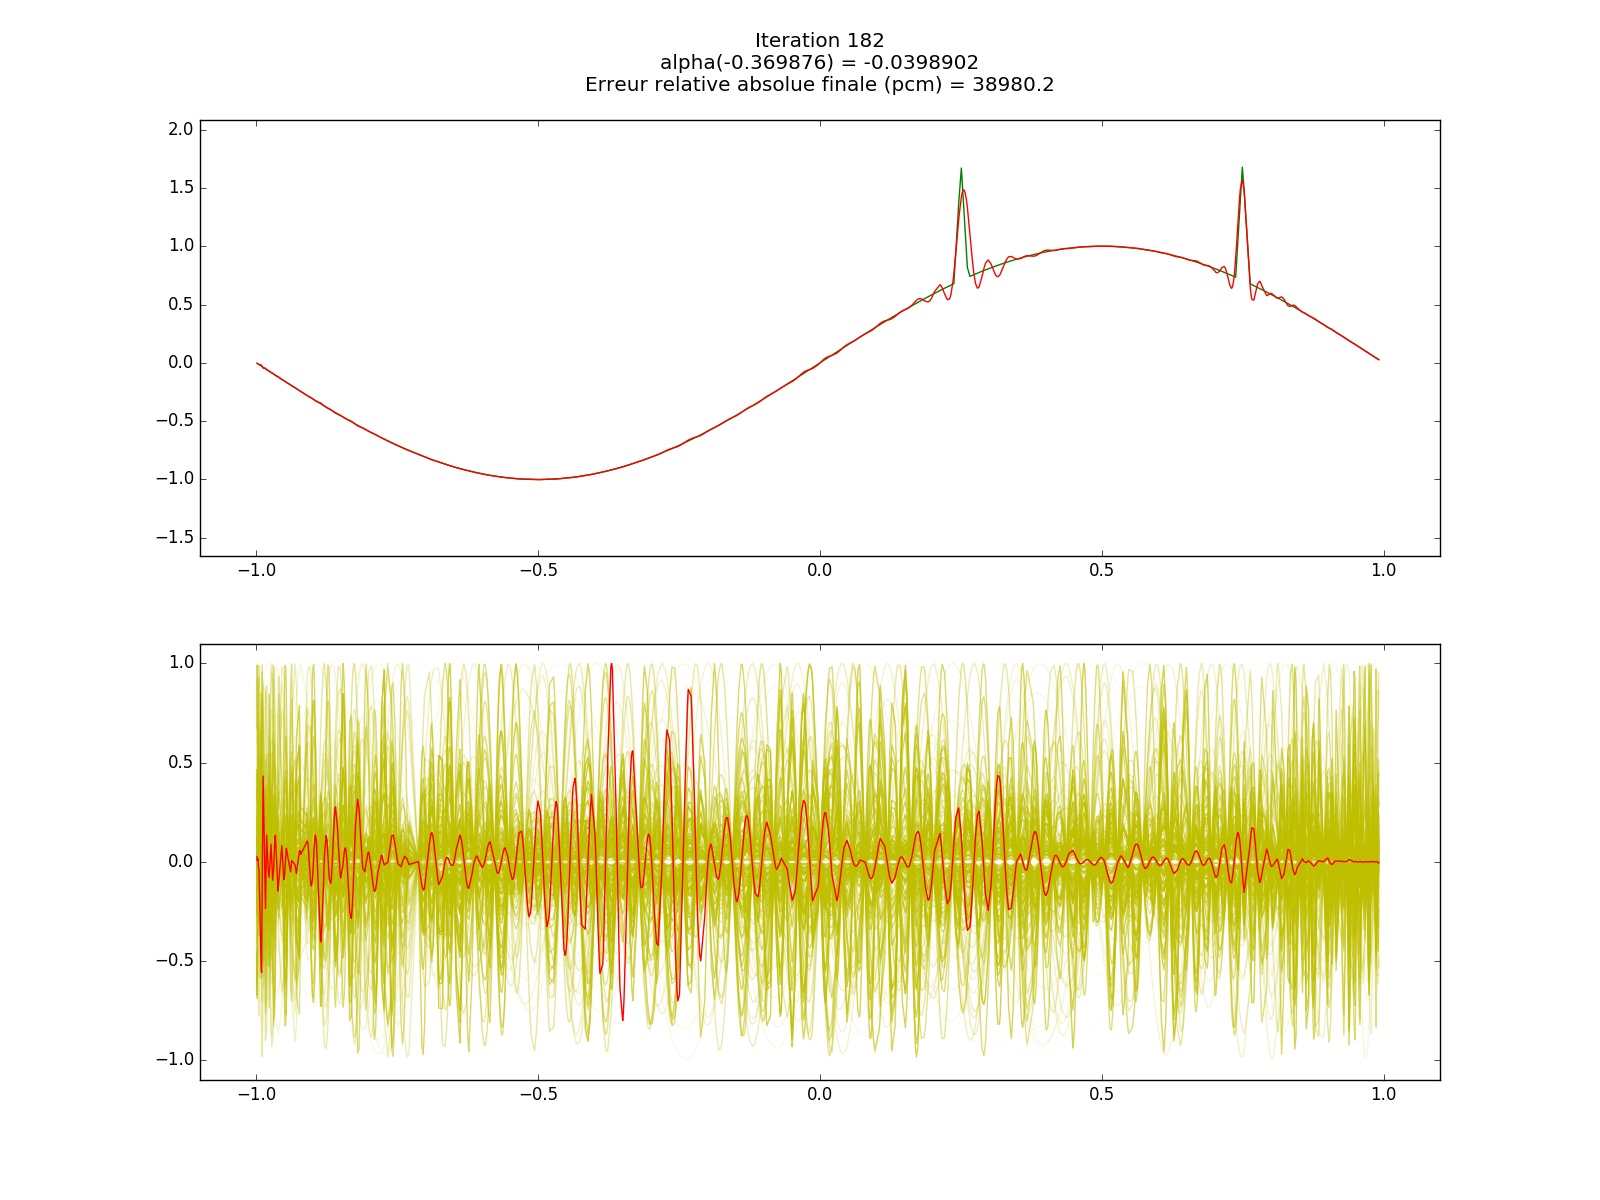 Iteration 182
alpha(-0.369876) = -0.0398902
Erreur relative absolue finale (pcm) = 38980.2
2.0
1.5
1.0
0.5
0.0
−0.5
−1.0
−1.5
−1.0 −0.5 0.0 0.5 1.0
1.0
0.5
0.0
−0.5
−1.0
−1.0 −0.5 0.0 0.5 1.0